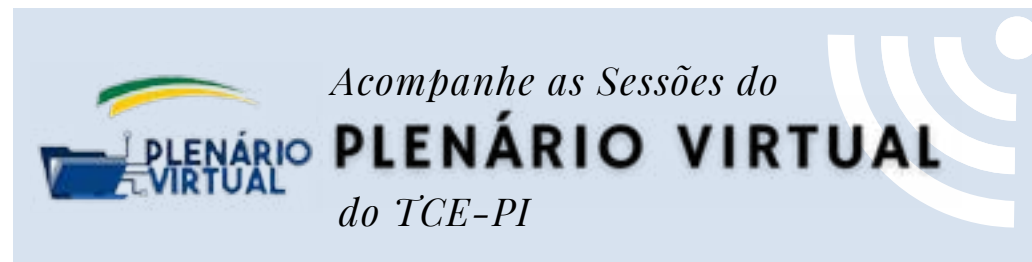 PLENÁRIO
VIRTUAL
Acompanhe as Sessões do
PLENÁRIO VIRTUAL
do TCE-PI